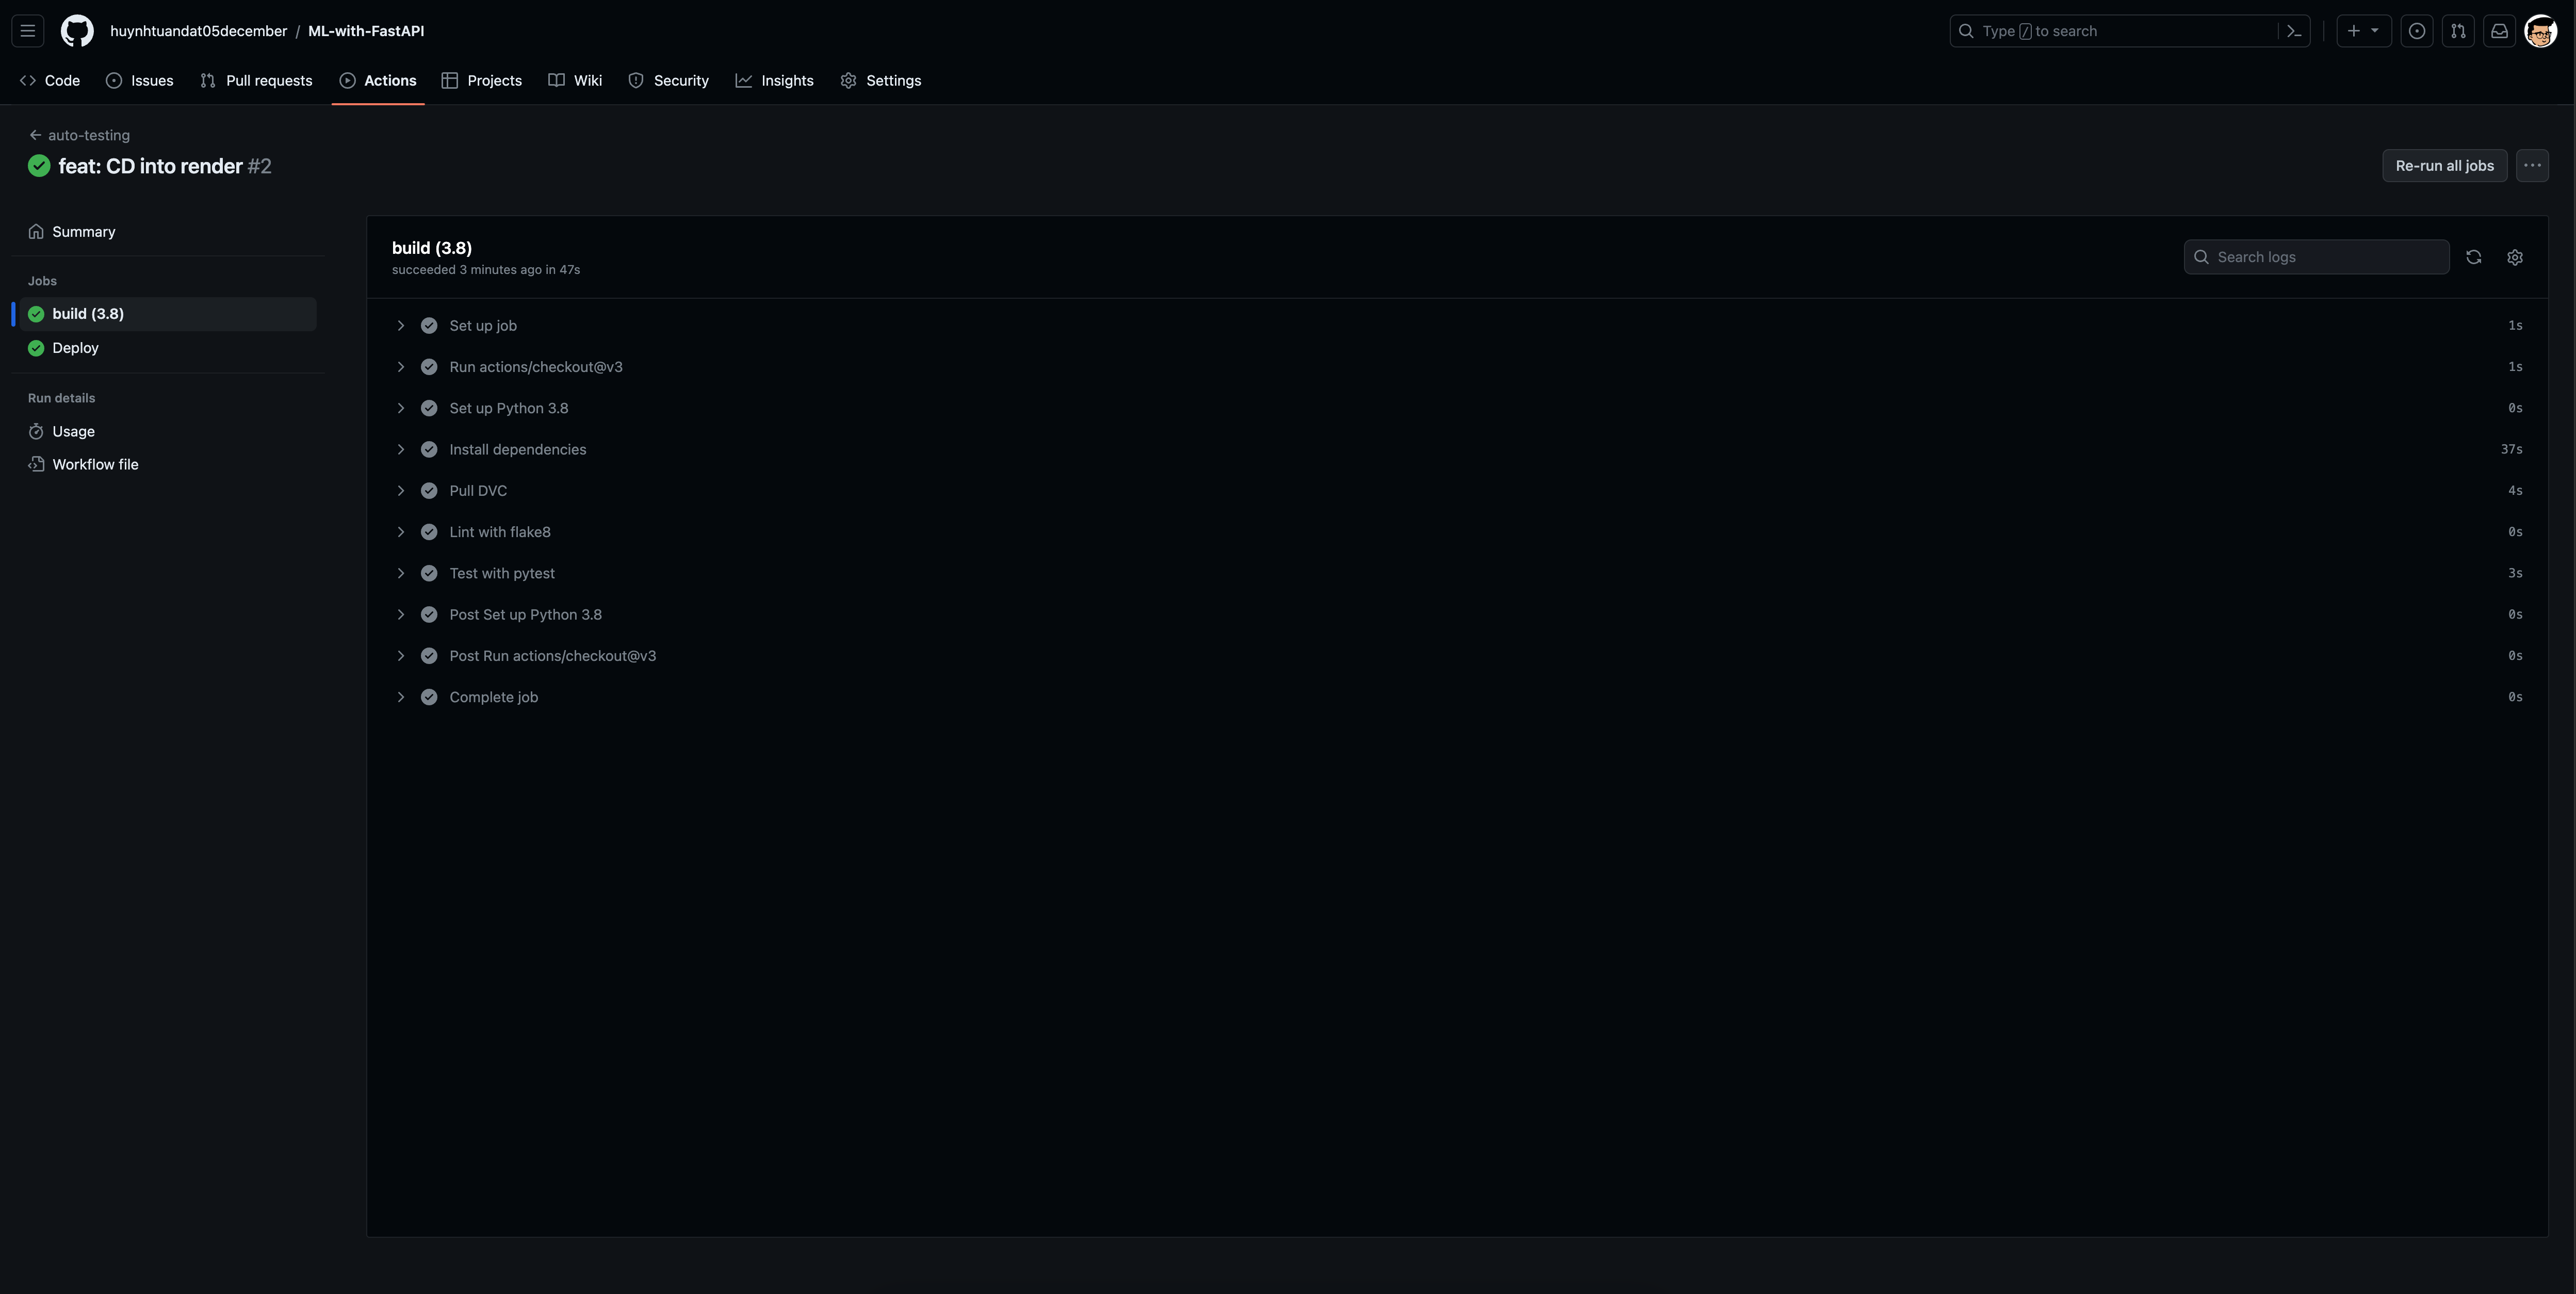 huynhtuandat05december / ML-with-FastAPI
Type / to search
Code Issues Pull requests Actions Projects Wiki Security Insights Settings
auto-testing
feat: CD into render #2
Re-run all jobs
Summary
Jobs
build (3.8)
Deploy
Run details
Usage
Workflow file
build (3.8)
succeeded 3 minutes ago in 47s
Search logs
Set up job 1s
Run actions/checkout@v3 1s
Set up Python 3.8 0s
Install dependencies 37s
Pull DVC 4s
Lint with flake8 0s
Test with pytest 3s
Post Set up Python 3.8 0s
Post Run actions/checkout@v3 0s
Complete job 0s